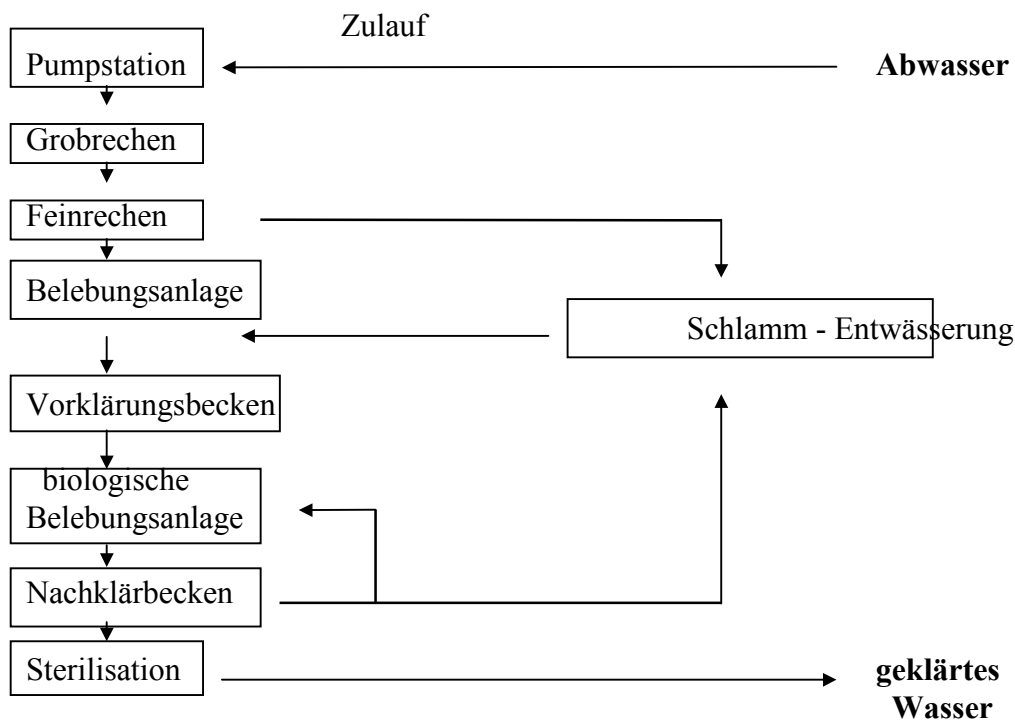 Zulauf
Pumpstation
Abwasser
Grobrechen
Feinrechen
Belebungsanlage
Schlamm - Entwässerung
Vorklärungsbecken
biologische
Belebungsanlage
Nachklärbecken
Sterilisation
geklärtes
Wasser